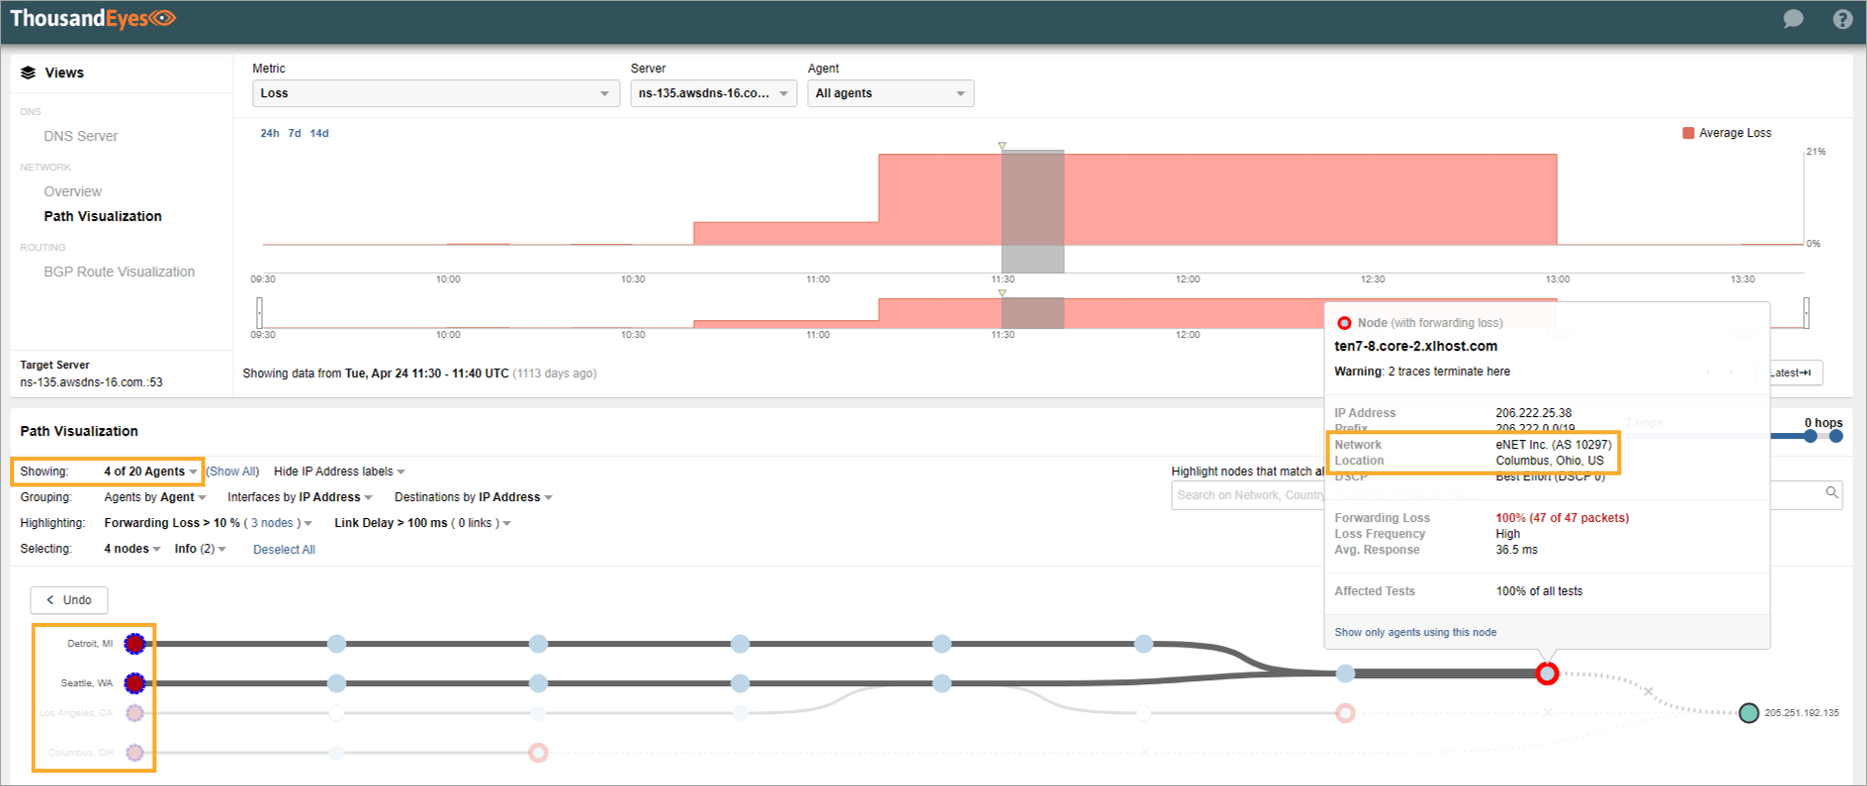 ThousandEyes
Views
DNS
DNS Server
NETWORK
Overview
Path Visualization
ROUTING
BGP Route Visualization
Target Server
ns-135.awsdns-16.com.:53
Metric
Loss
Server
ns-135.awsdns-16.co...
Agent
All agents
24h 7d 14d
Average Loss
21%
0%
09:30 10:00 10:30 11:00 11:30 12:00 12:30 13:00 13:30
09:30 10:00 10:30 11:00 11:30 12:00
Showing data from Tue, Apr 24 11:30 - 11:40 UTC (1113 days ago)
Latest
Path Visualization
7 hops
0 hops
Showing: 4 of 20 Agents (Show All) Hide IP Address labels
Grouping: Agents by Agent Interfaces by IP Address Destinations by IP Address
Highlighting: Forwarding Loss > 10 % ( 3 nodes ) Link Delay > 100 ms ( 0 links )
Selecting: 4 nodes Info (2) Deselect All
Highlight nodes that match al
Search on Network, Country
Undo
Detroit, MI
Seattle, WA
Los Angeles, CA
Columbus, OH
205.251.192.135
Node (with forwarding loss)
ten7-8.core-2.xlhost.com
Warning: 2 traces terminate here
IP Address 206.222.25.38
Prefix 206.222.0.0/19
Network eNET Inc. (AS 10297)
Location Columbus, Ohio, US
DSCP Best Effort (DSCP 0)
Forwarding Loss 100% (47 of 47 packets)
Loss Frequency High
Avg. Response 36.5 ms
Affected Tests 100% of all tests
Show only agents using this node